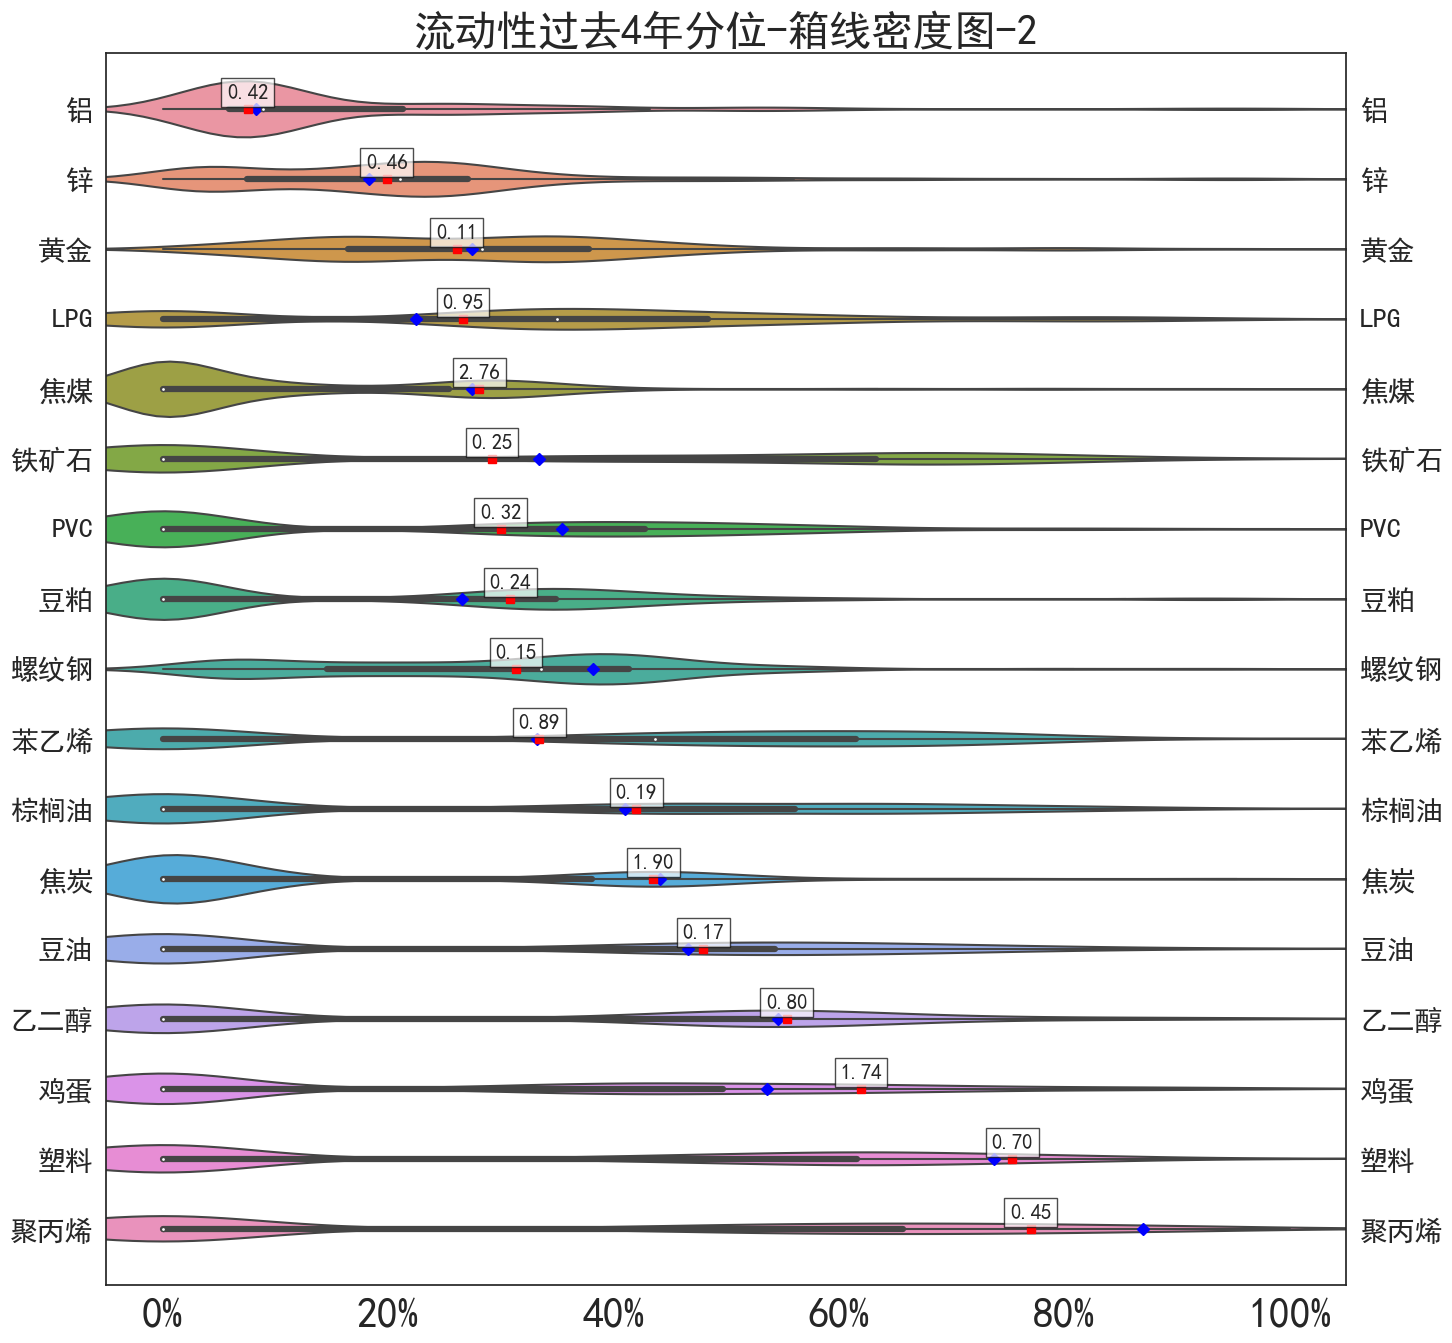 流动性过去4年分位-箱线密度图-2
铝 0.42 铝
锌 0.46 锌
黄金 0.11 黄金
LPG 0.95 LPG
焦煤 2.76 焦煤
铁矿石 0.25 铁矿石
PVC 0.32 PVC
豆粕 0.24 豆粕
螺纹钢 0.15 螺纹钢
苯乙烯 0.89 苯乙烯
棕榈油 0.19 棕榈油
焦炭 1.90 焦炭
豆油 0.17 豆油
乙二醇 0.80 乙二醇
鸡蛋 1.74 鸡蛋
塑料 0.70 塑料
聚丙烯 0.45 聚丙烯
0% 20% 40% 60% 80% 100%